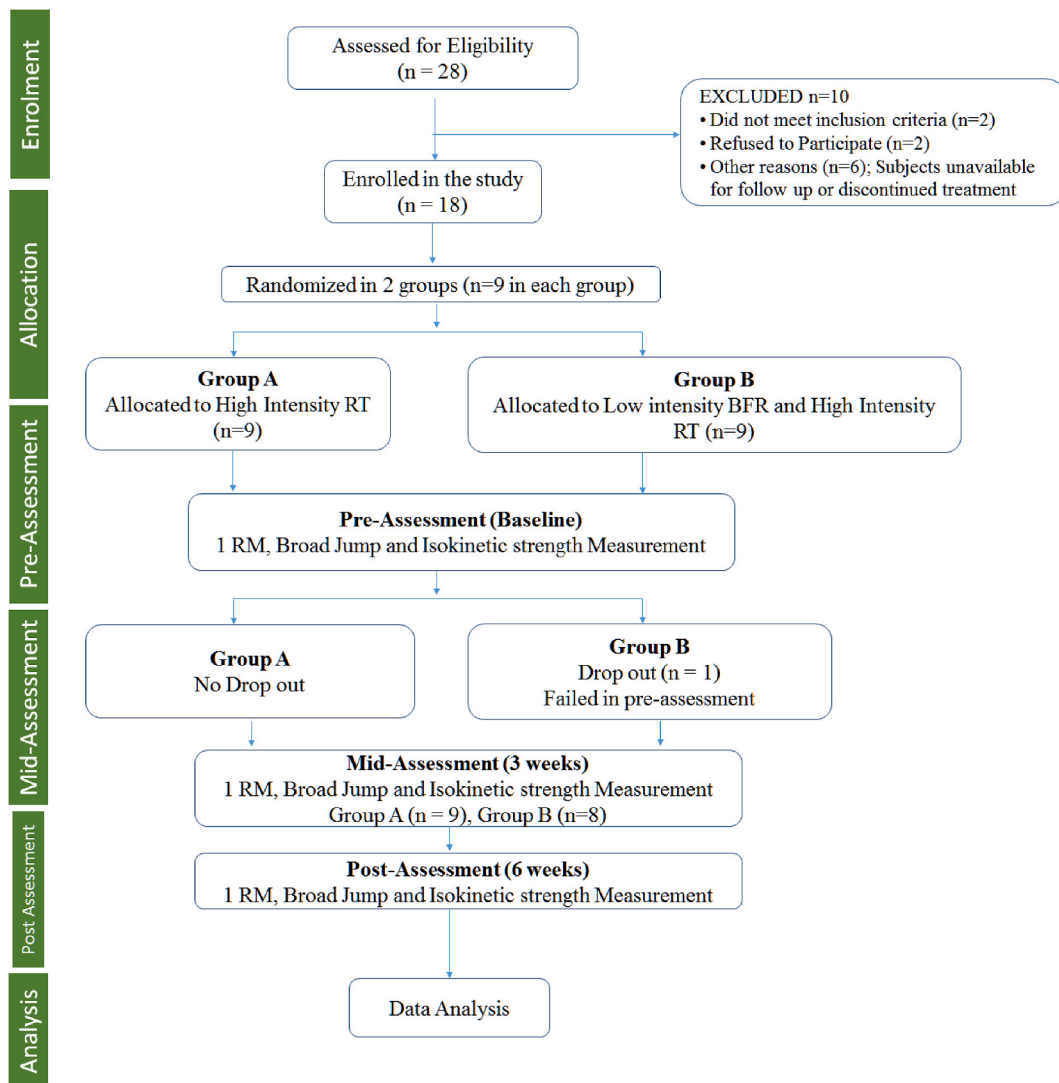 Enrolment
Assessed for Eligibility
(n = 28)
EXCLUDED n=10
• Did not meet inclusion criteria (n=2)
• Refused to Participate (n=2)
• Other reasons (n=6); Subjects unavailable
for follow up or discontinued treatment
Enrolled in the study
(n = 18)
Allocation
Randomized in 2 groups (n=9 in each group)
Group A
Allocated to High Intensity RT
(n=9)
Group B
Allocated to Low intensity BFR and High Intensity
RT (n=9)
Pre-Assessment
Pre-Assessment (Baseline)
1 RM, Broad Jump and Isokinetic strength Measurement
Mid-Assessment
Group A
No Drop out
Group B
Drop out (n = 1)
Failed in pre-assessment
Mid-Assessment (3 weeks)
1 RM, Broad Jump and Isokinetic strength Measurement
Group A (n = 9), Group B (n=8)
Post Assessment
Post-Assessment (6 weeks)
1 RM, Broad Jump and Isokinetic strength Measurement
Analysis
Data Analysis